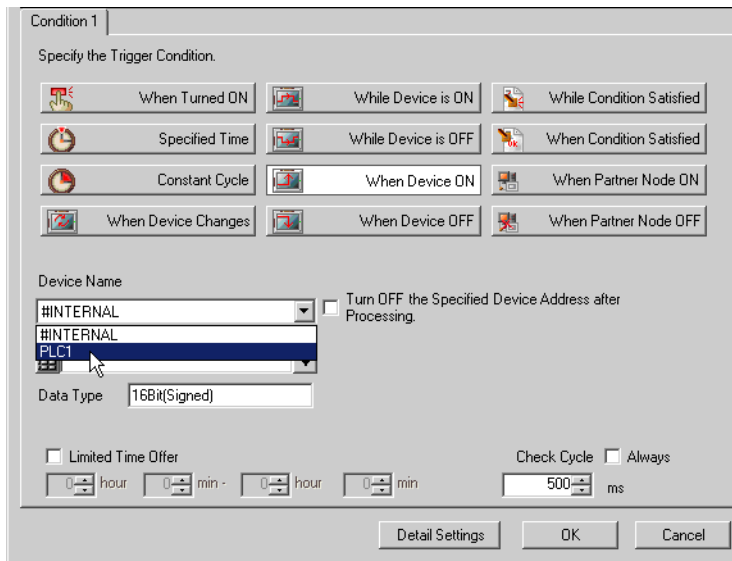 Condition 1
Specify the Trigger Condition.
When Turned ON
While Device is ON
While Condition Satisfied
Specified Time
While Device is OFF
When Condition Satisfied
Constant Cycle
When Device ON
When Partner Node ON
When Device Changes
When Device OFF
When Partner Node OFF
Device Name
#INTERNAL
Turn OFF the Specified Device Address after
Processing.
#INTERNAL
PLC1
Data Type 16Bit(Signed)
Limited Time Offer
Check Cycle Always
0 hour 0 min - 0 hour 0 min
500 ms
Detail Settings OK Cancel